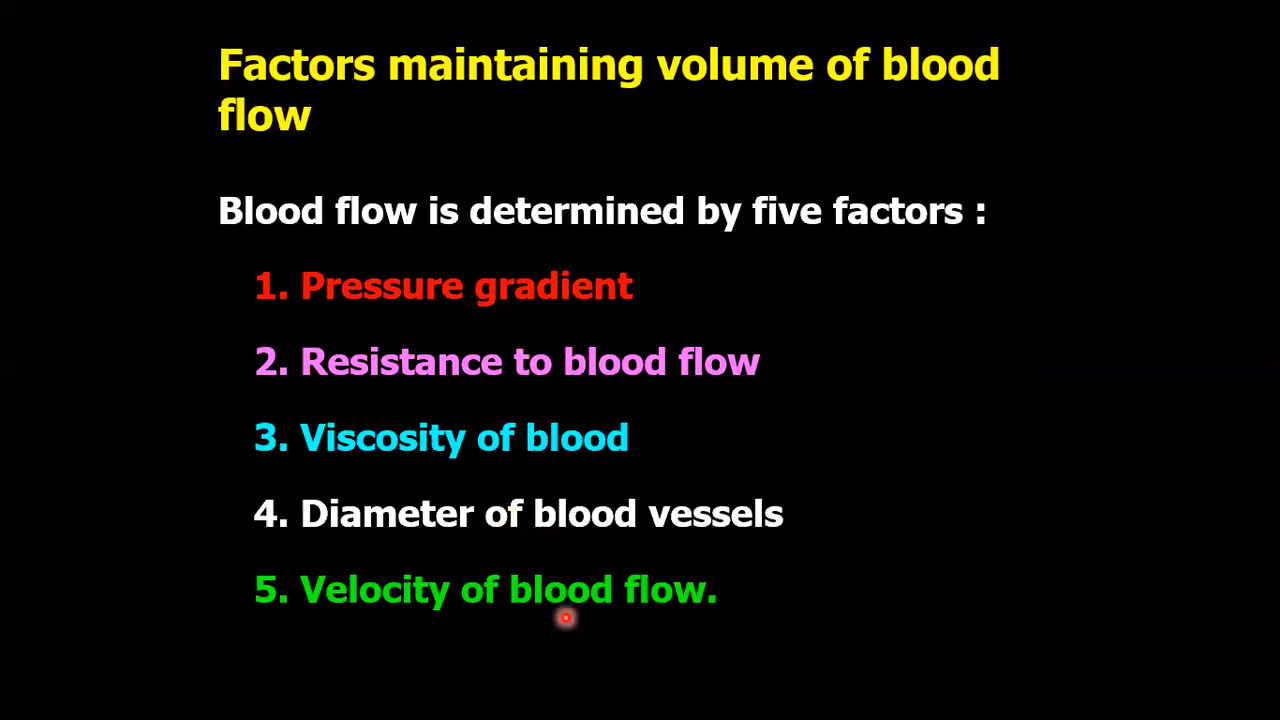 Factors maintaining volume of blood
flow
Blood flow is determined by five factors :
1. Pressure gradient
2. Resistance to blood flow
3. Viscosity of blood
4. Diameter of blood vessels
5. Velocity of blood flow.